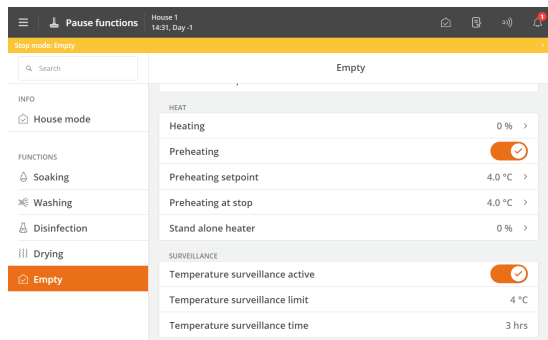 Pause functions
House 1
14:31, Day -1
1
Stop mode: Empty
Search
Empty
INFO
House mode
FUNCTIONS
Soaking
Washing
Disinfection
Drying
Empty
HEAT
Heating 0 %
Preheating
Preheating setpoint 4.0 °C
Preheating at stop 4.0 °C
Stand alone heater 0 %
SURVEILLANCE
Temperature surveillance active
Temperature surveillance limit 4 °C
Temperature surveillance time 3 hrs